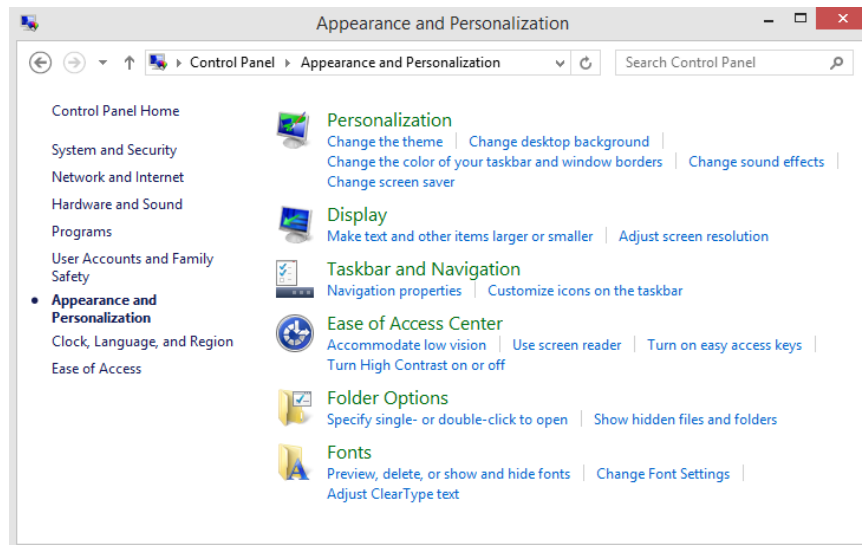 Appearance and Personalization
Control Panel Appearance and Personalization
Search Control Panel
Control Panel Home
System and Security
Network and Internet
Hardware and Sound
Programs
User Accounts and Family
Safety
Appearance and
Personalization
Clock, Language, and Region
Ease of Access
Personalization
Change the theme
Change desktop background
Change the color of your taskbar and window borders
Change sound effects
Change screen saver
Display
Make text and other items larger or smaller
Adjust screen resolution
Taskbar and Navigation
Navigation properties
Customize icons on the taskbar
Ease of Access Center
Accommodate low vision
Use screen reader
Turn on easy access keys
Turn High Contrast on or off
Folder Options
Specify single- or double-click to open
Show hidden files and folders
Fonts
Preview, delete, or show and hide fonts
Change Font Settings
Adjust ClearType text